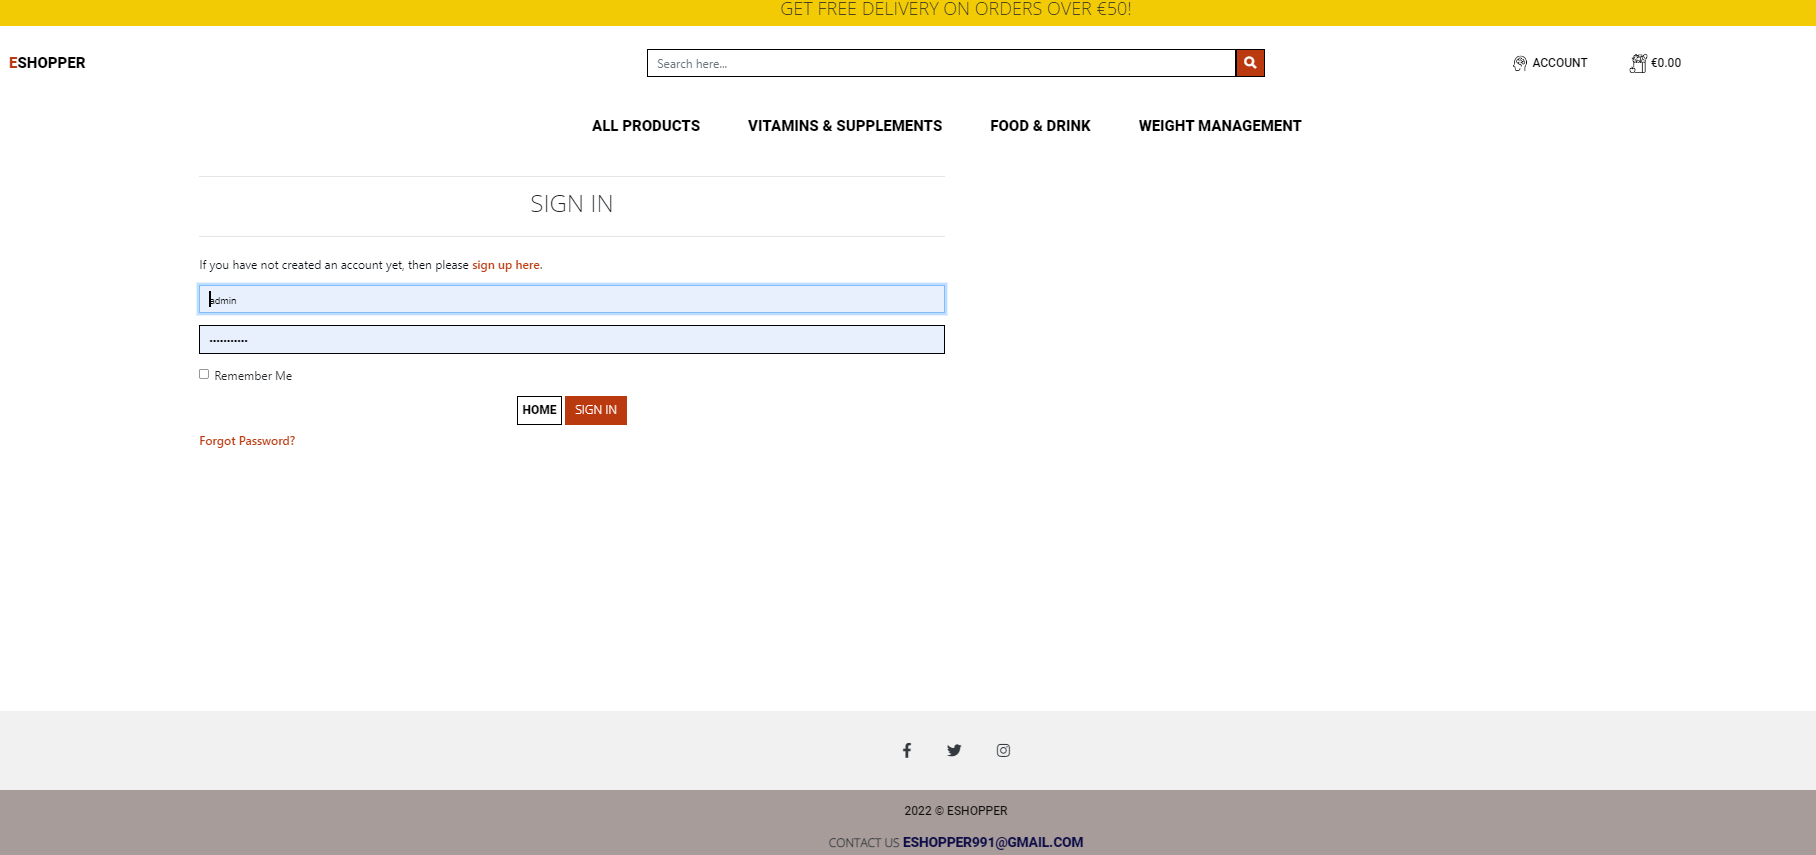 GET FREE DELIVERY ON ORDERS OVER €50!
ESHOPPER
Search here...
ACCOUNT
€0.00
ALL PRODUCTS VITAMINS & SUPPLEMENTS FOOD & DRINK WEIGHT MANAGEMENT
SIGN IN
If you have not created an account yet, then please sign up here.
admin
•••••••••••
Remember Me
HOME SIGN IN
Forgot Password?
2022 © ESHOPPER
CONTACT US ESHOPPER991@GMAIL.COM